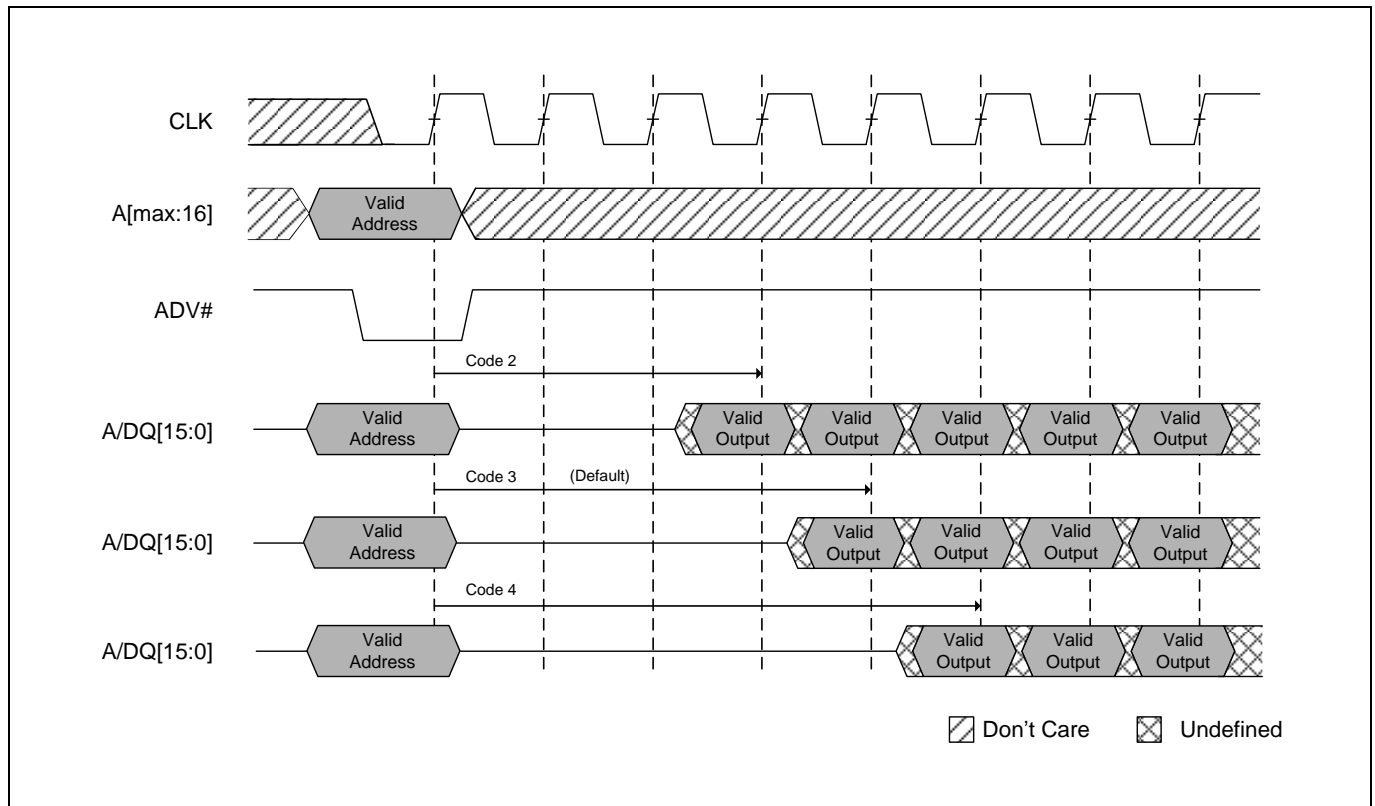 CLK
A[max:16]
Valid
Address
ADV#
Code 2
A/DQ[15:0]
Valid
Address
Valid
Output
Valid
Output
Valid
Output
Valid
Output
Valid
Output
Code 3 (Default)
A/DQ[15:0]
Valid
Address
Valid
Output
Valid
Output
Valid
Output
Valid
Output
Code 4
A/DQ[15:0]
Valid
Address
Valid
Output
Valid
Output
Valid
Output
Don't Care
Undefined